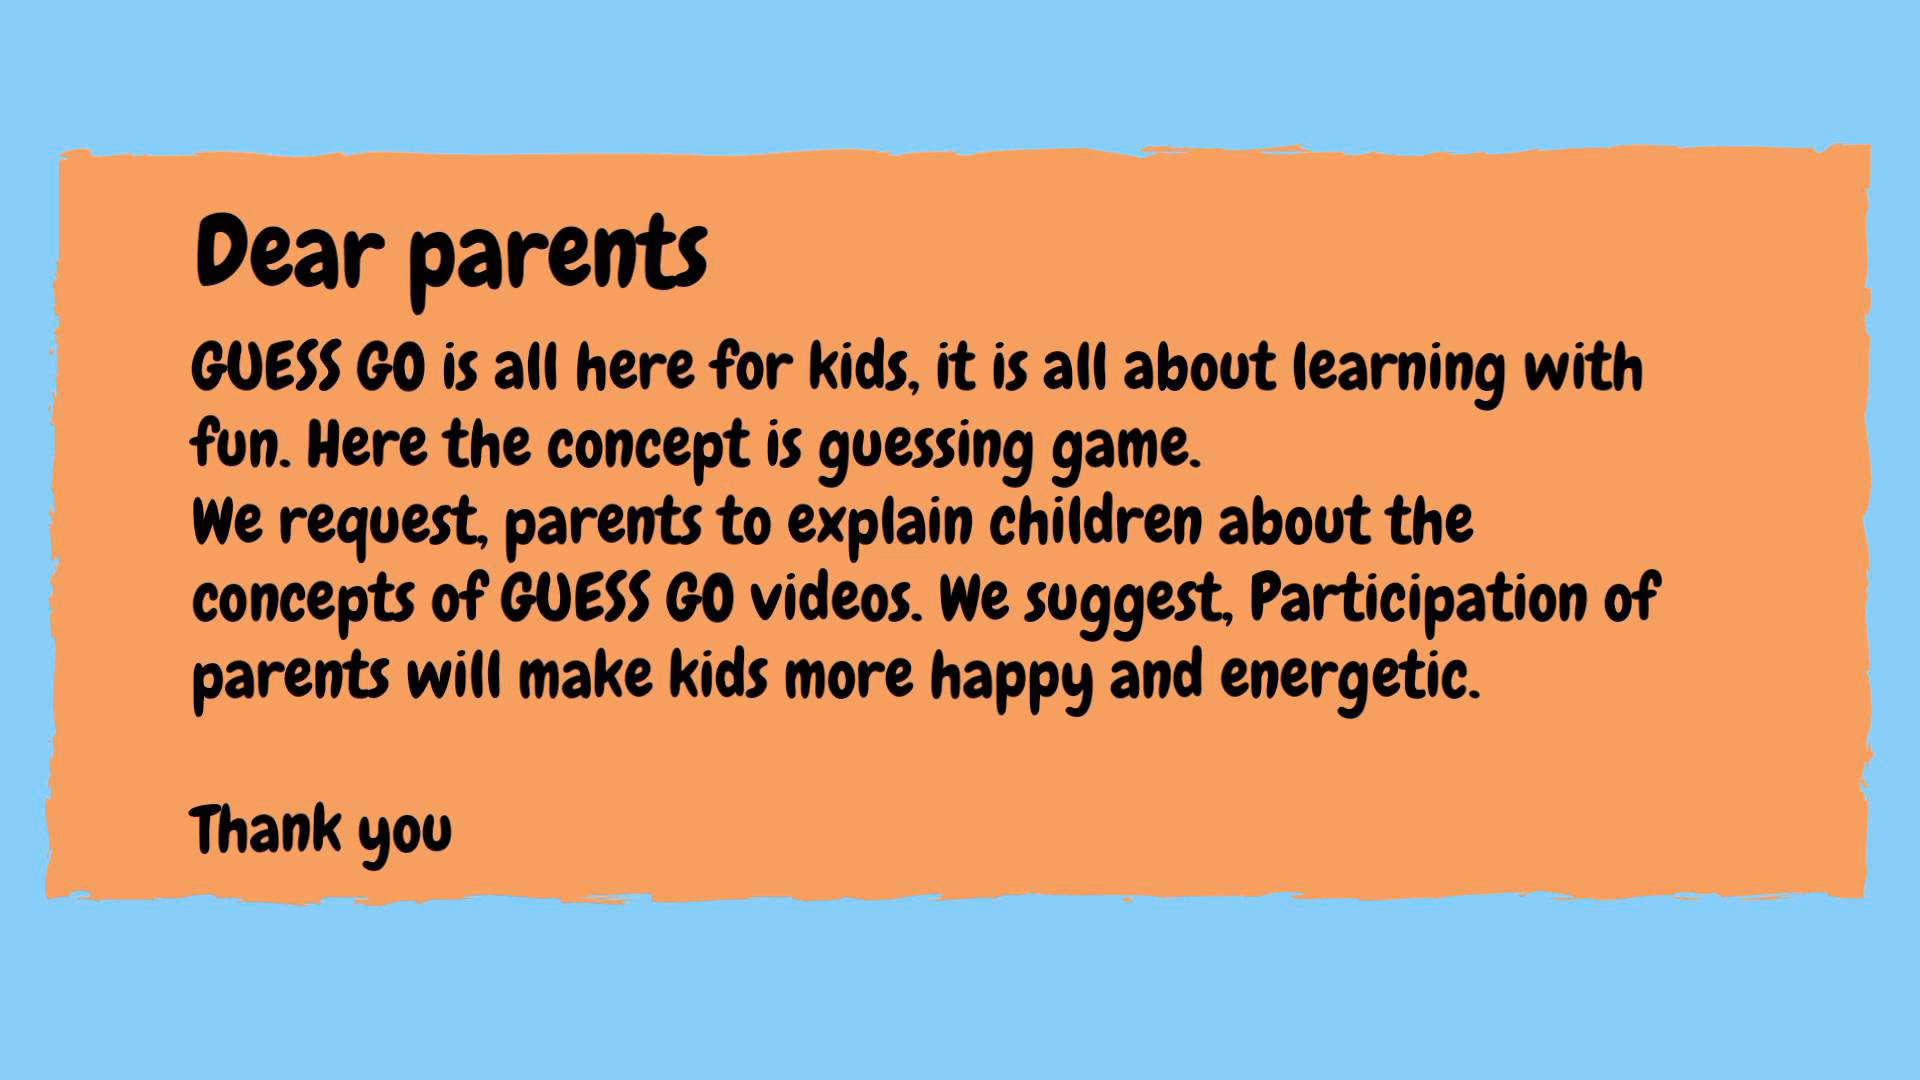 Dear parents
GUESS GO is all here for kids, it is all about learning with
fun. Here the concept is guessing game.
We request, parents to explain children about the
concepts of GUESS GO videos. We suggest, Participation of
parents will make kids more happy and energetic.
Thank you